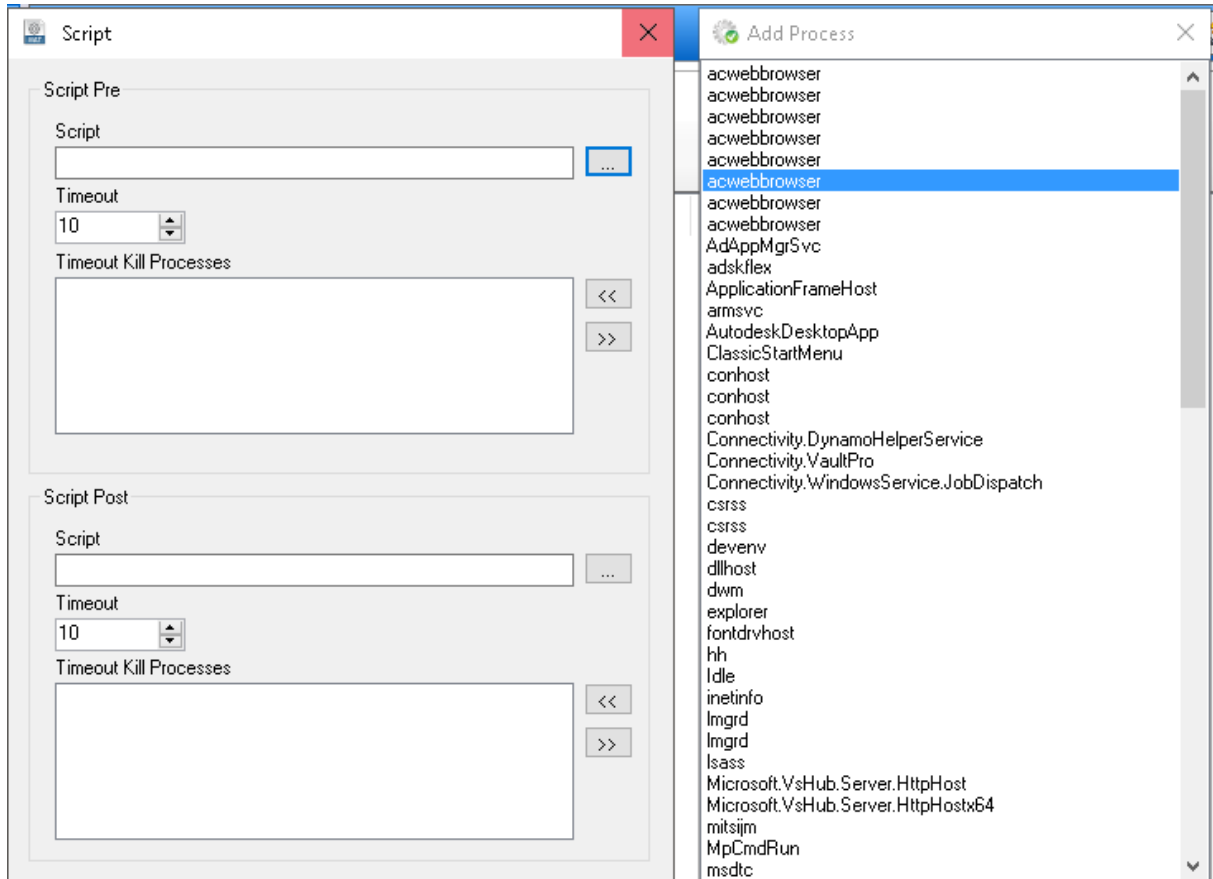 Script
Script Pre
Script
...
Timeout
10
Timeout Kill Processes
<<
>>
Script Post
Script
...
Timeout
10
Timeout Kill Processes
<<
>>
Add Process
acwebbrowser
acwebbrowser
acwebbrowser
acwebbrowser
acwebbrowser
acwebbrowser
acwebbrowser
acwebbrowser
AdAppMgrSvc
adskflex
ApplicationFrameHost
armsvc
AutodeskDesktopApp
ClassicStartMenu
conhost
conhost
conhost
Connectivity.DynamoHelperService
Connectivity.VaultPro
Connectivity.WindowsService.JobDispatch
csrss
csrss
devenv
dllhost
dwm
explorer
fontdrvhost
hh
Idle
inetinfo
lmgrd
lmgrd
lsass
Microsoft.VsHub.Server.HttpHost
Microsoft.VsHub.Server.HttpHostx64
mitsijm
MpCmdRun
msdtc